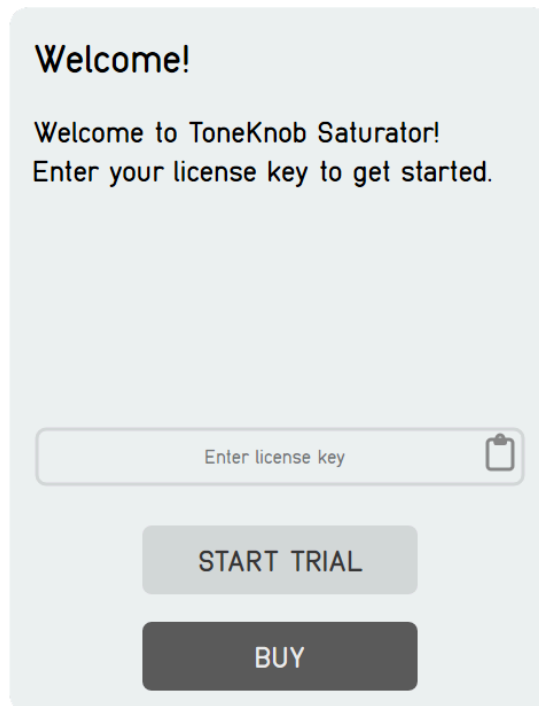 Welcome!
Welcome to ToneKnob Saturator!
Enter your license key to get started.
Enter license key
START TRIAL
BUY